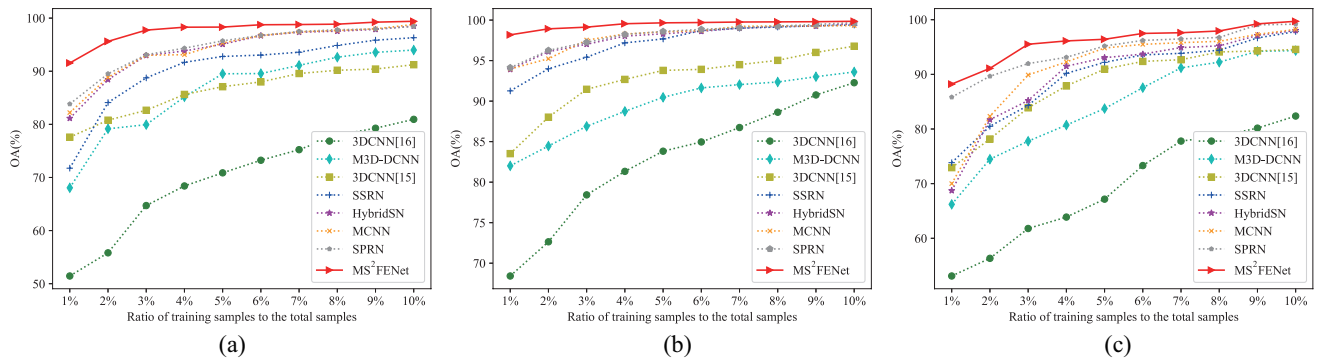 OA(%)
100
90
80
70
60
50
1% 2% 3% 4% 5% 6% 7% 8% 9% 10%
Ratio of training samples to the total samples
3DCNN[16]
M3D-DCNN
3DCNN[15]
SSRN
HybridSN
MCNN
SPRN
MS²FENet
(a)
OA(%)
100
95
90
85
80
75
70
1% 2% 3% 4% 5% 6% 7% 8% 9% 10%
Ratio of training samples to the total samples
3DCNN[16]
M3D-DCNN
3DCNN[15]
SSRN
HybridSN
MCNN
SPRN
MS²FENet
(b)
OA(%)
100
90
80
70
60
1% 2% 3% 4% 5% 6% 7% 8% 9% 10%
Ratio of training samples to the total samples
3DCNN[16]
M3D-DCNN
3DCNN[15]
SSRN
HybridSN
MCNN
SPRN
MS²FENet
(c)